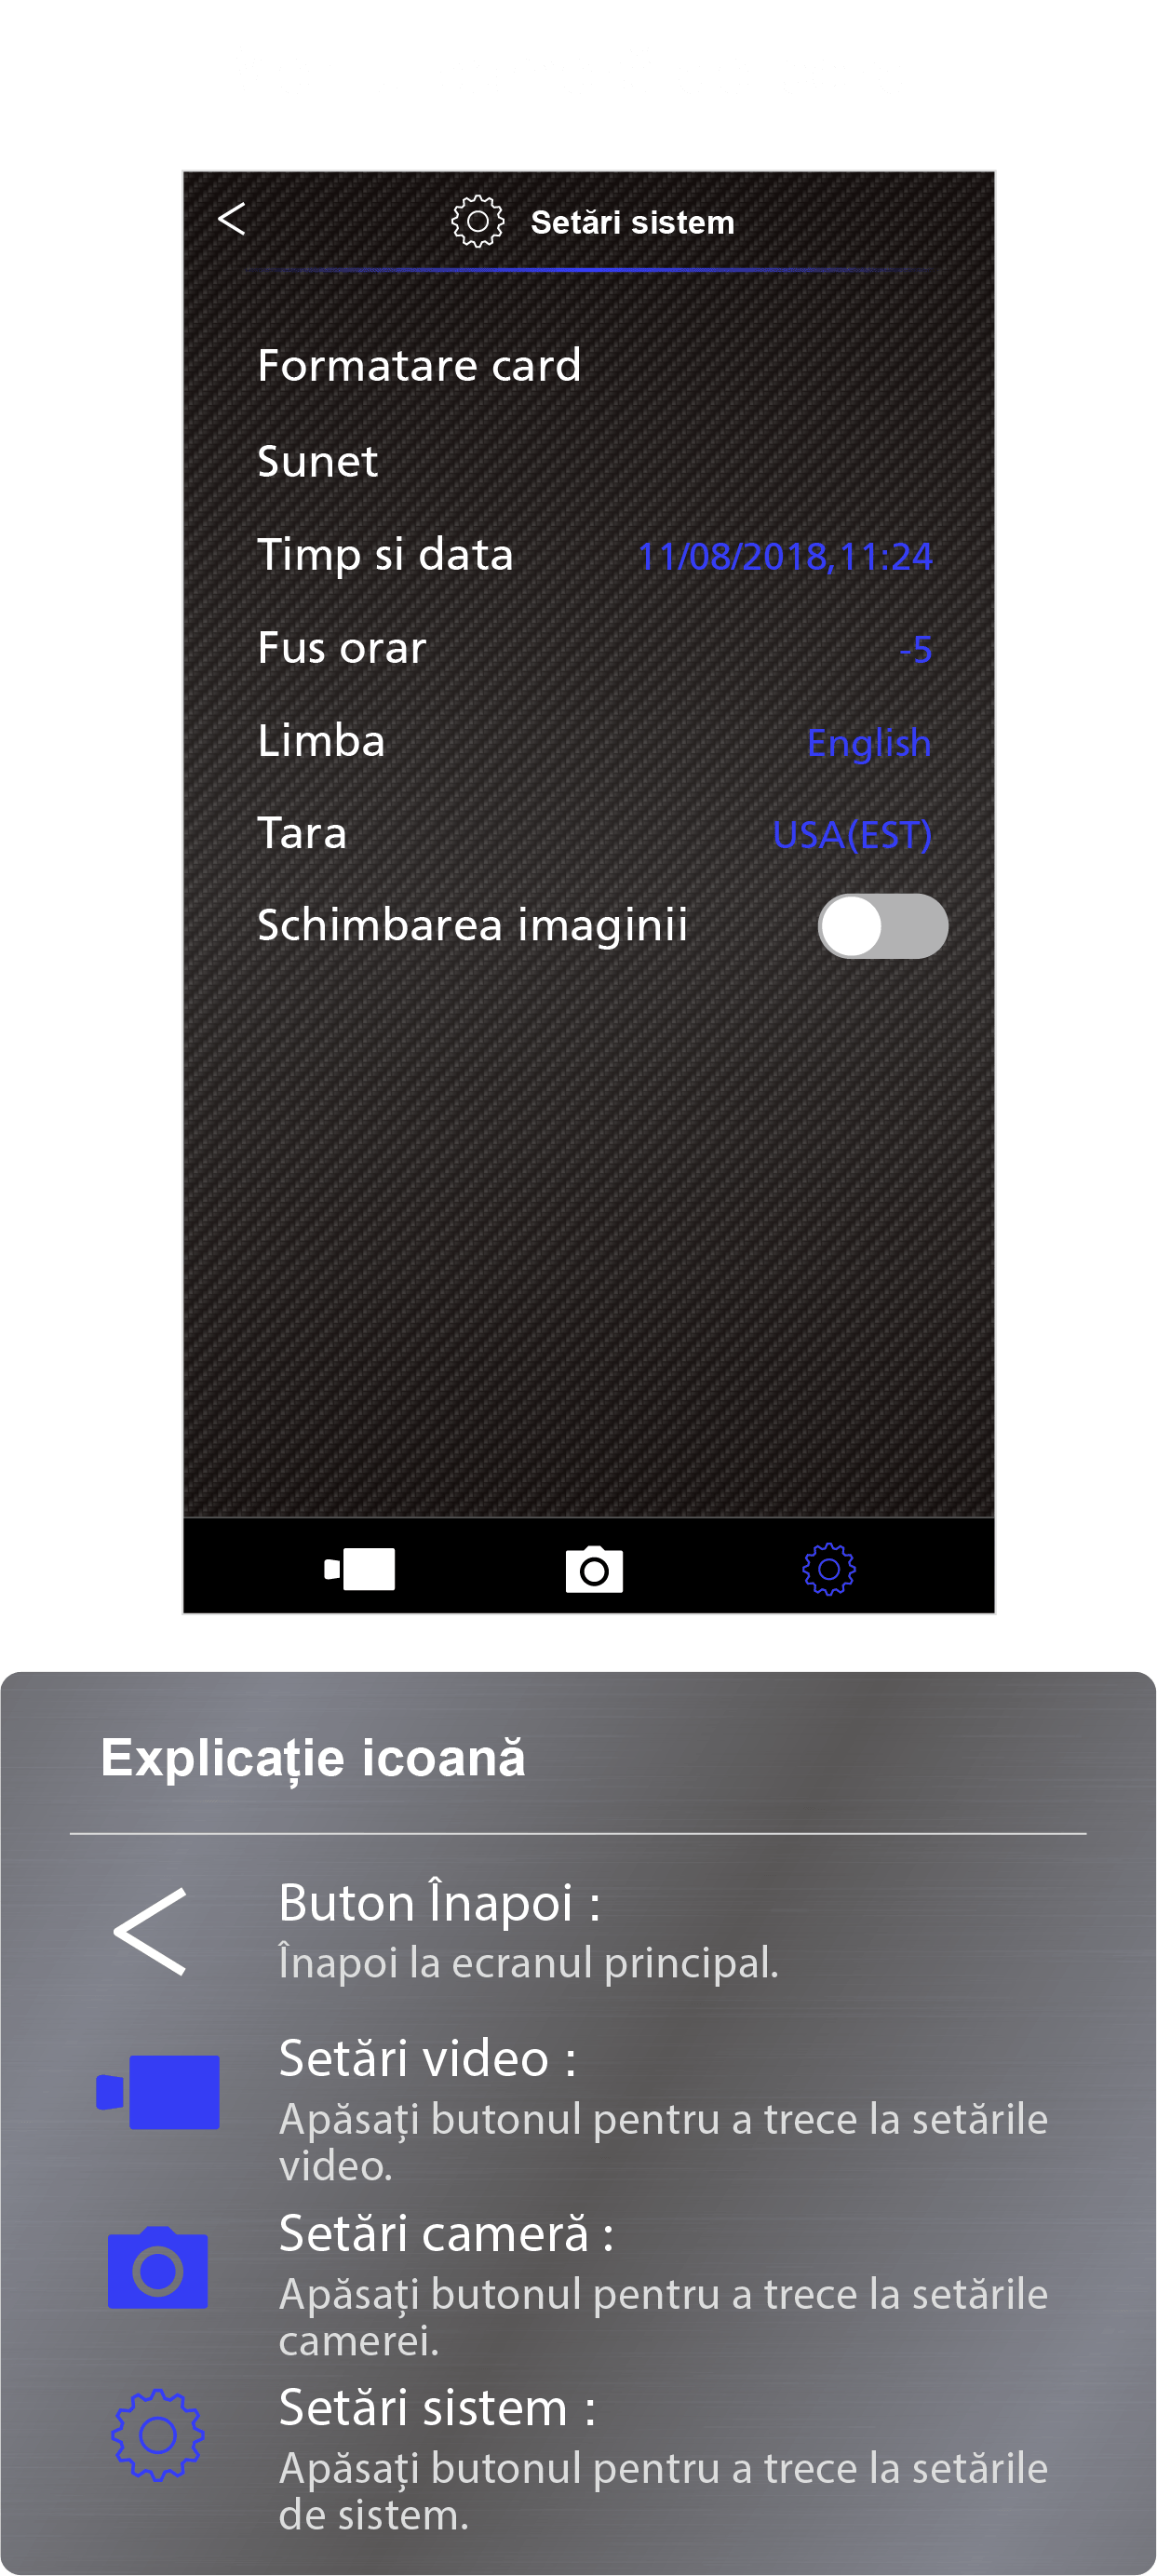 Setări sistem
Formatare card
Sunet
Timp si data 11/08/2018,11:24
Fus orar -5
Limba English
Tara USA(EST)
Schimbarea imaginii
Explicație icoană
Buton Înapoi :
Înapoi la ecranul principal.
Setări video :
Apăsați butonul pentru a trece la setările
video.
Setări cameră :
Apăsați butonul pentru a trece la setările
camerei.
Setări sistem :
Apăsați butonul pentru a trece la setările
de sistem.